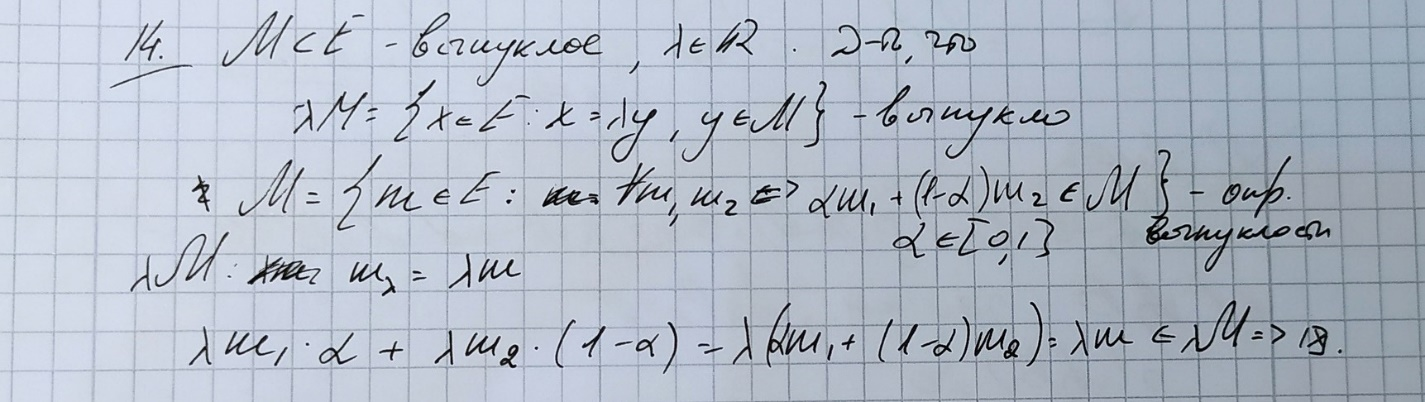 14. M ⊂ E - выпуклое, λ ∈ ℝ. Д-ть, что
λM = {x ∈ E : x = λy, y ∈ M} - выпукло
M = {m ∈ E : ∀m₁, m₂ => αm₁ + (1-α)m₂ ∈ M} - опр.
α ∈ [0,1] выпуклости
λM : m_λ = λm
λm₁·α + λm₂·(1-α) = λ(αm₁ + (1-α)m₂) = λm ∈ λM =>